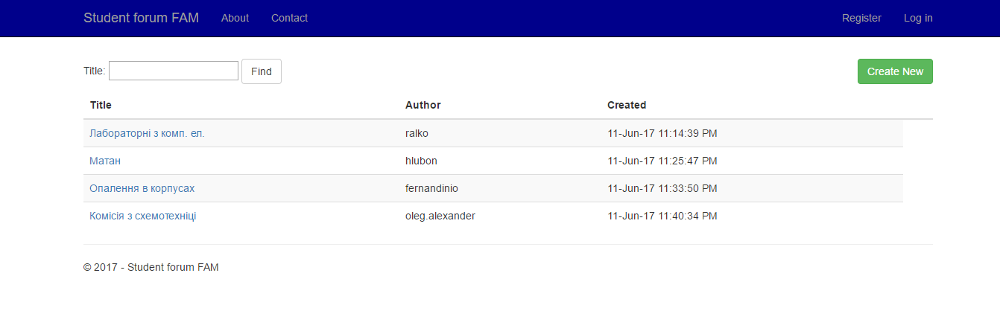 Student forum FAM About Contact Register Log in
Title: Find Create New
Title Author Created
Лабораторні з комп. ел. ralko 11-Jun-17 11:14:39 PM
Матан hlubon 11-Jun-17 11:25:47 PM
Опалення в корпусах fernandinio 11-Jun-17 11:33:50 PM
Комісія з схемотехніці oleg.alexander 11-Jun-17 11:40:34 PM
© 2017 - Student forum FAM